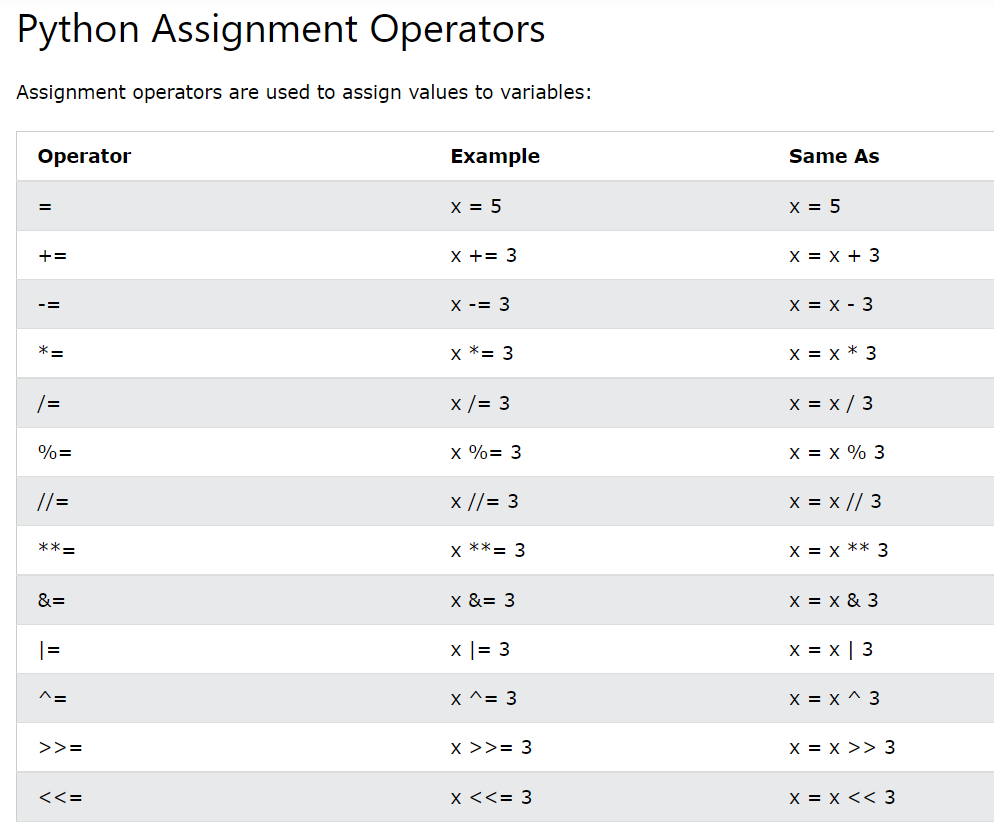 Python Assignment Operators
Assignment operators are used to assign values to variables:
Operator Example Same As
= x = 5 x = 5
+= x += 3 x = x + 3
-= x -= 3 x = x - 3
*= x *= 3 x = x * 3
/= x /= 3 x = x / 3
%= x %= 3 x = x % 3
//= x //= 3 x = x // 3
**= x **= 3 x = x ** 3
&= x &= 3 x = x & 3
|= x |= 3 x = x | 3
^= x ^= 3 x = x ^ 3
>>= x >>= 3 x = x >> 3
<<= x <<= 3 x = x << 3